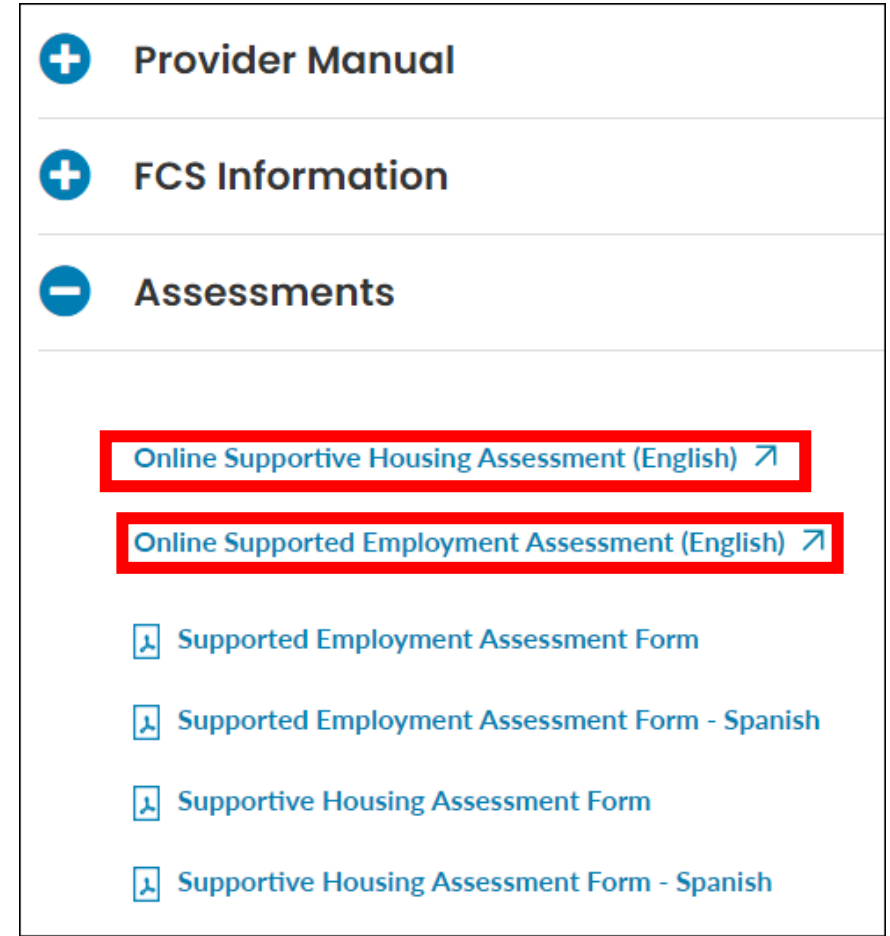 Provider Manual
FCS Information
Assessments
Online Supportive Housing Assessment (English)
Online Supported Employment Assessment (English)
Supported Employment Assessment Form
Supported Employment Assessment Form - Spanish
Supportive Housing Assessment Form
Supportive Housing Assessment Form - Spanish